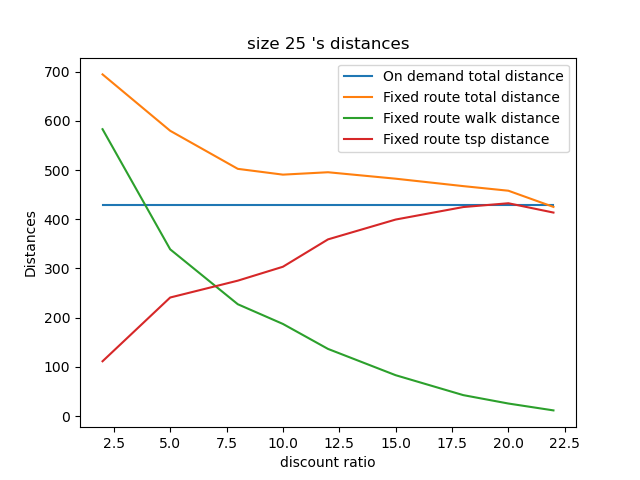 size 25 's distances
On demand total distance
Fixed route total distance
Fixed route walk distance
Fixed route tsp distance
Distances
700
600
500
400
300
200
100
0
2.5 5.0 7.5 10.0 12.5 15.0 17.5 20.0 22.5
discount ratio